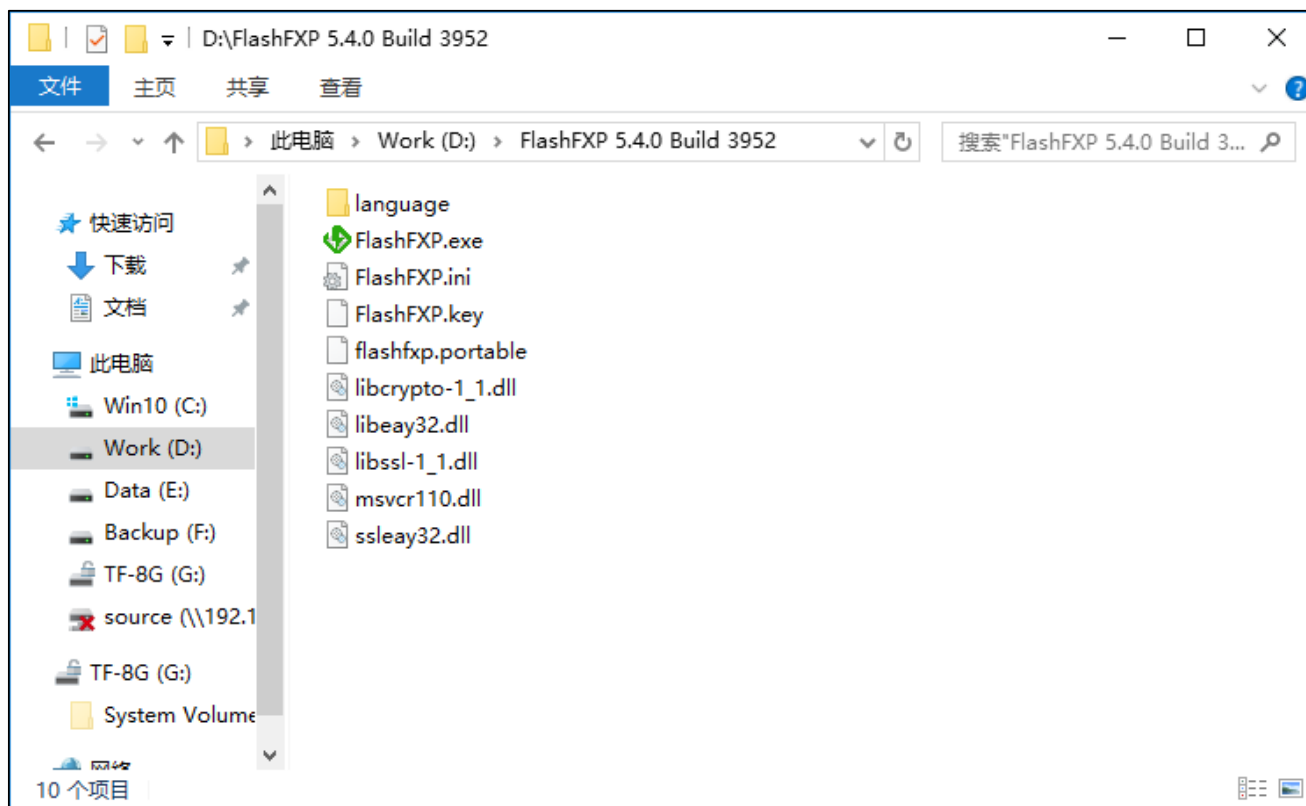 D:\FlashFXP 5.4.0 Build 3952
文件 主页 共享 查看
此电脑 Work (D:) FlashFXP 5.4.0 Build 3952 搜索"FlashFXP 5.4.0 Build 3...
快速访问
下载
文档
此电脑
Win10 (C:)
Work (D:)
Data (E:)
Backup (F:)
TF-8G (G:)
source (\\192.1
TF-8G (G:)
System Volume
网络
language
FlashFXP.exe
FlashFXP.ini
FlashFXP.key
flashfxp.portable
libcrypto-1_1.dll
libeay32.dll
libssl-1_1.dll
msvcr110.dll
ssleay32.dll
10 个项目